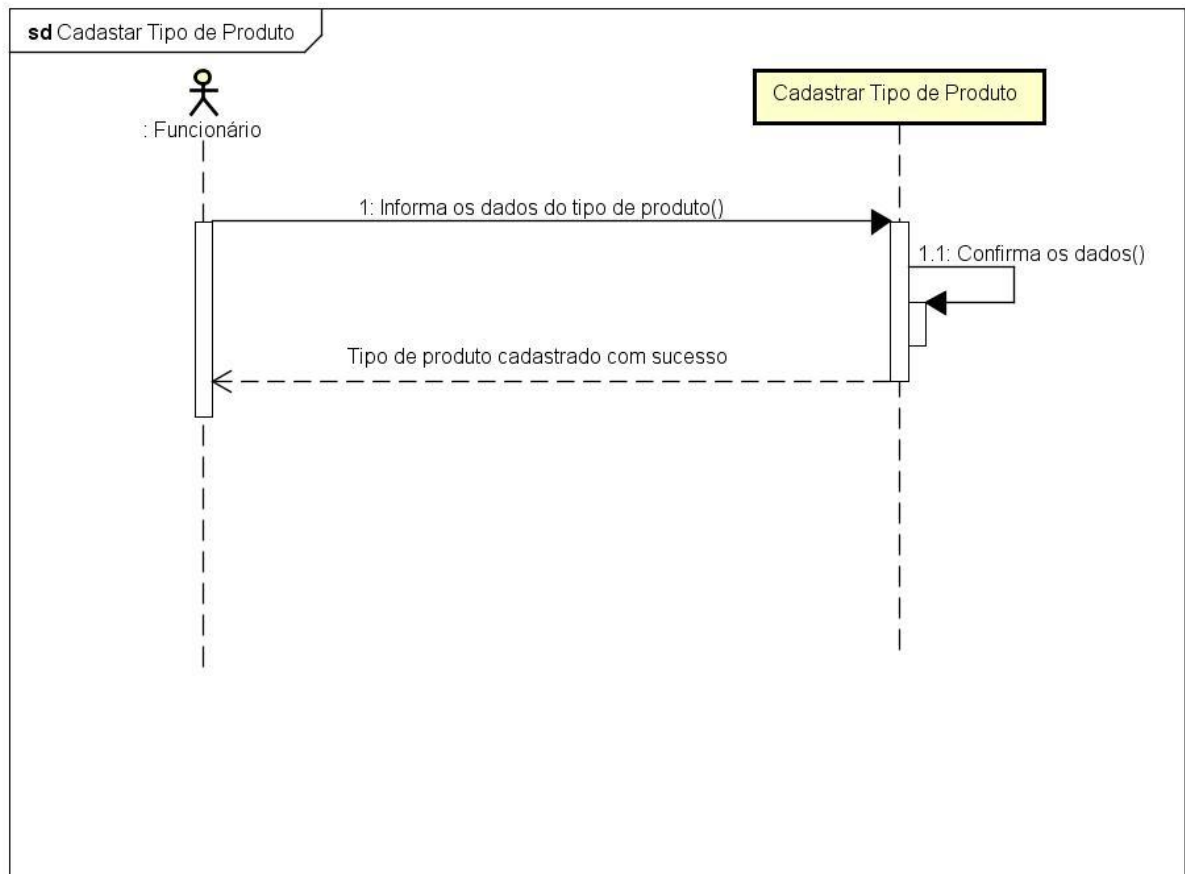 sd Cadastar Tipo de Produto
: Funcionário
Cadastrar Tipo de Produto
1: Informa os dados do tipo de produto()
1.1: Confirma os dados()
Tipo de produto cadastrado com sucesso